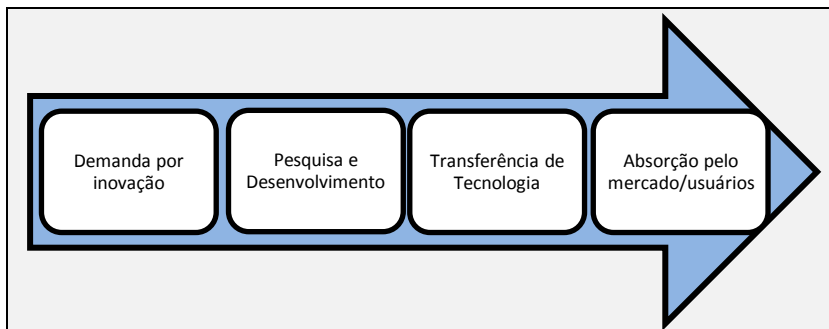 Demanda por
inovação
Pesquisa e
Desenvolvimento
Transferência de
Tecnologia
Absorção pelo
mercado/usuários